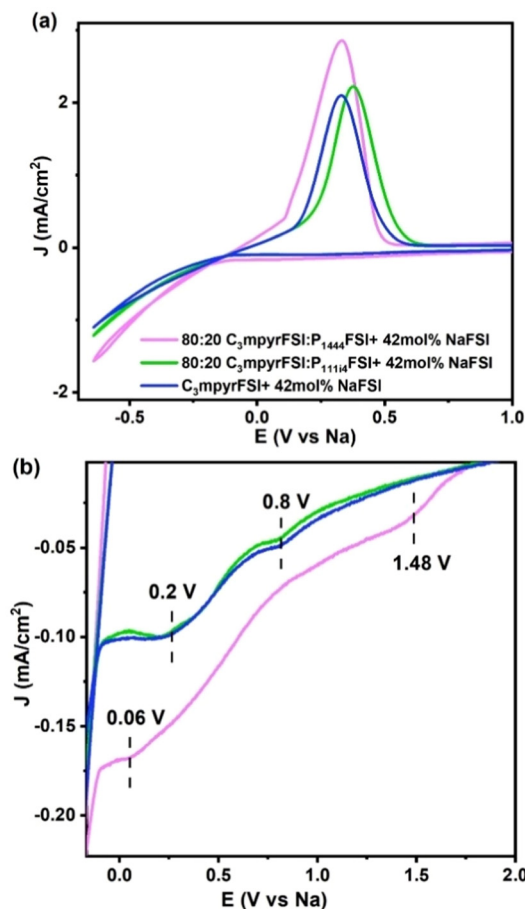 (a)
J (mA/cm²)
2
0
-2
80:20 C₃mpyrFSI:P₁₄₄₄FSI+ 42mol% NaFSI
80:20 C₃mpyrFSI:P₁₁₁ᵢ₄FSI+ 42mol% NaFSI
C₃mpyrFSI+ 42mol% NaFSI
-0.5 0.0 0.5 1.0
E (V vs Na)
(b)
J (mA/cm²)
-0.05
-0.10
-0.15
-0.20
0.8 V
1.48 V
0.2 V
0.06 V
0.0 0.5 1.0 1.5 2.0
E (V vs Na)